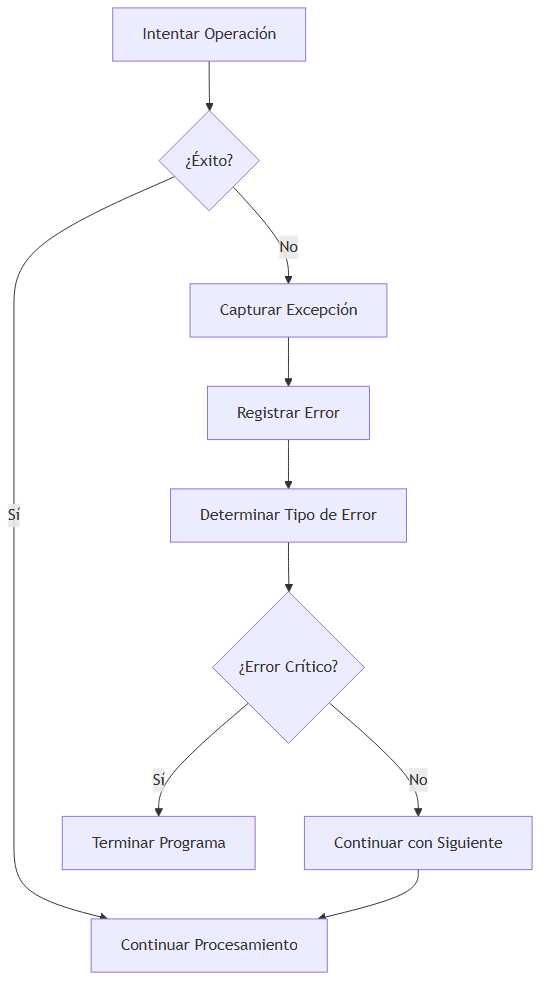 Intentar Operación
¿Éxito?
No
Capturar Excepción
Registrar Error
Sí
Determinar Tipo de Error
¿Error Crítico?
Sí
No
Terminar Programa
Continuar con Siguiente
Continuar Procesamiento